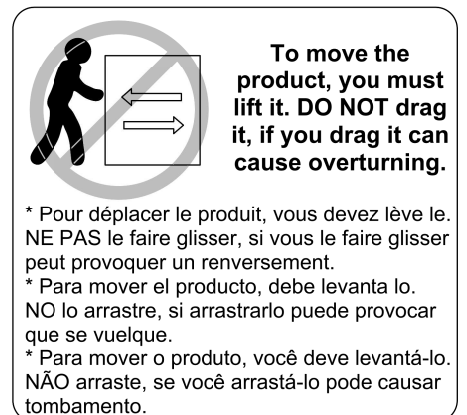 To move the
product, you must
lift it. DO NOT drag
it, if you drag it can
cause overturning.
* Pour déplacer le produit, vous devez lève le.
NE PAS le faire glisser, si vous le faire glisser
peut provoquer un renversement.
* Para mover el producto, debe levanta lo.
NO lo arrastre, si arrastrarlo puede provocar
que se vuelque.
* Para mover o produto, você deve levantá-lo.
NÃO arraste, se você arrastá-lo pode causar
tombamento.